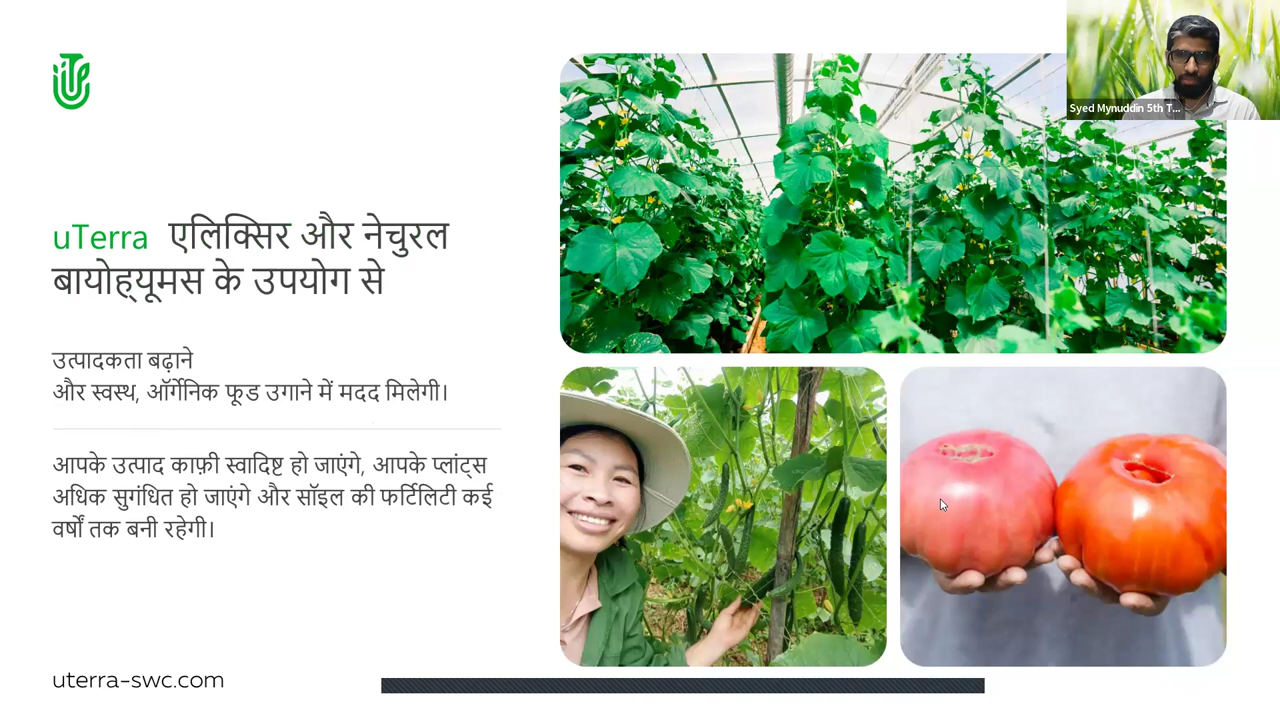 Syed Mynuddin 5th T...
uTerra एलिक्सिर और नेचुरल
बायोह्यूमस के उपयोग से
उत्पादकता बढ़ाने
और स्वस्थ, ऑर्गेनिक फूड उगाने में मदद मिलेगी।
आपके उत्पाद काफ़ी स्वादिष्ट हो जाएंगे, आपके प्लांट्स
अधिक सुगंधित हो जाएंगे और सॉइल की फर्टिलिटी कई
वर्षों तक बनी रहेगी।
uterra-swc.com